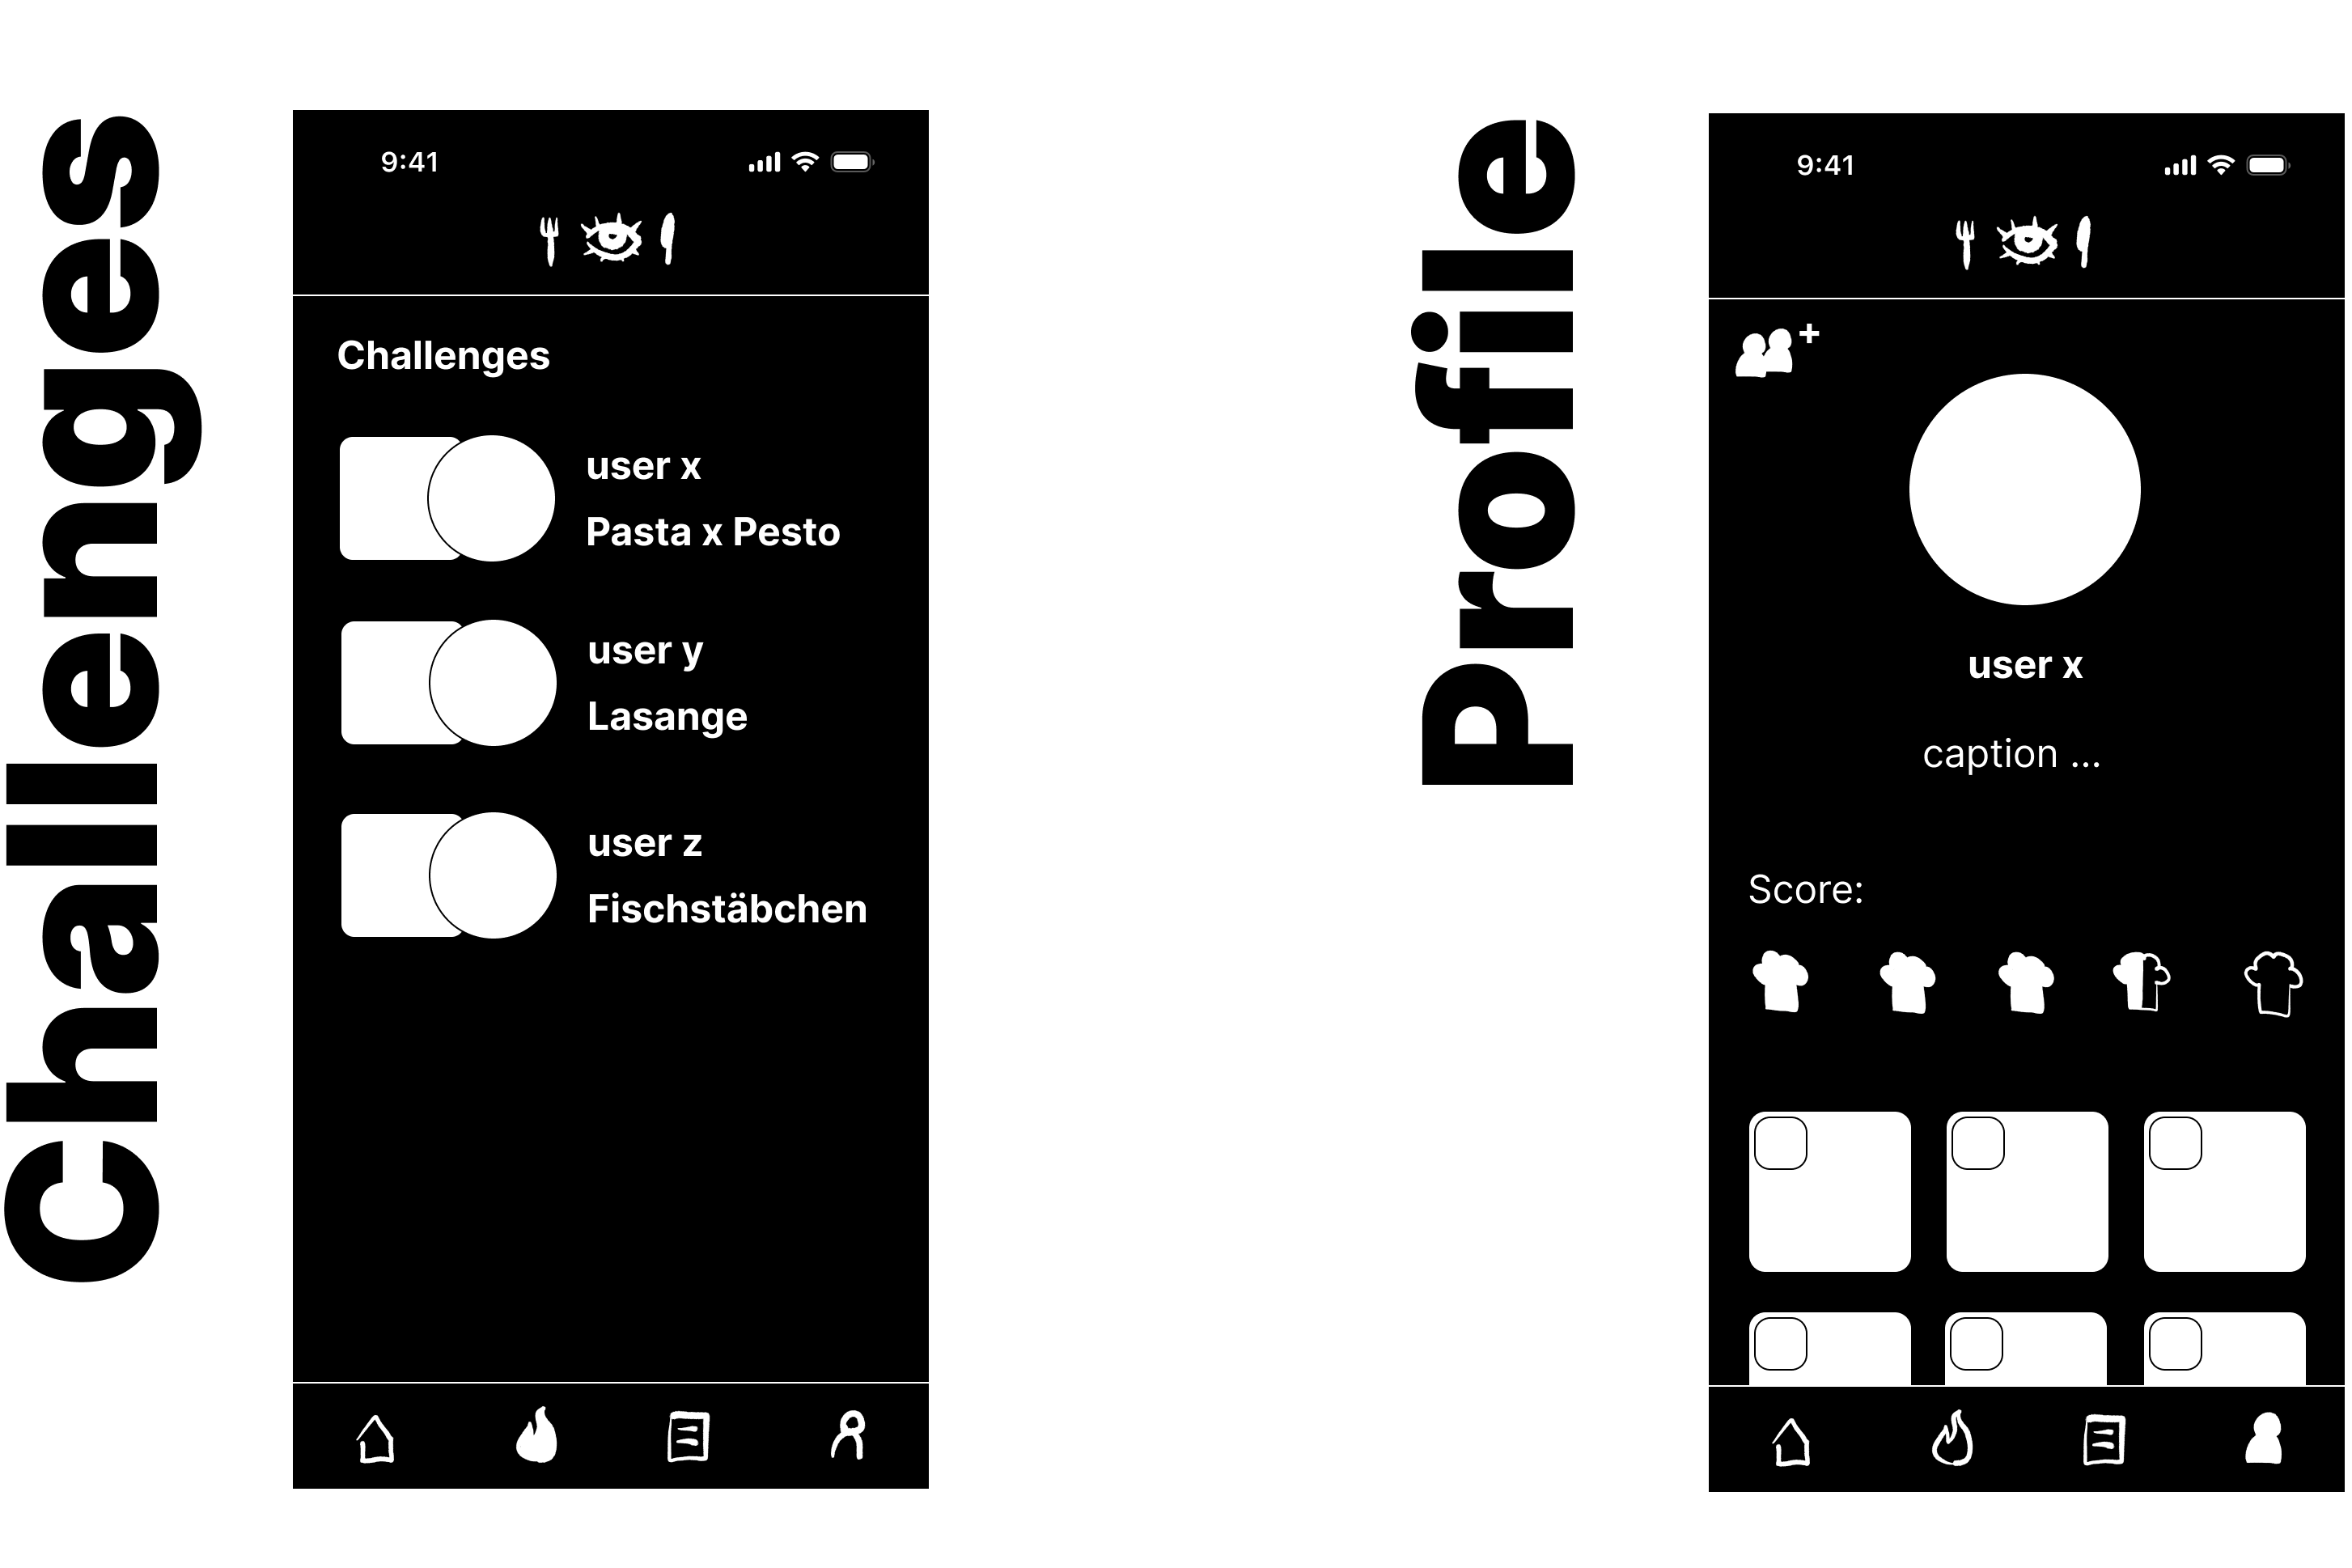 Challenges
9:41
Challenges
user x
Pasta x Pesto
user y
Lasange
user z
Fischstäbchen
Profile
9:41
user x
caption ...
Score: